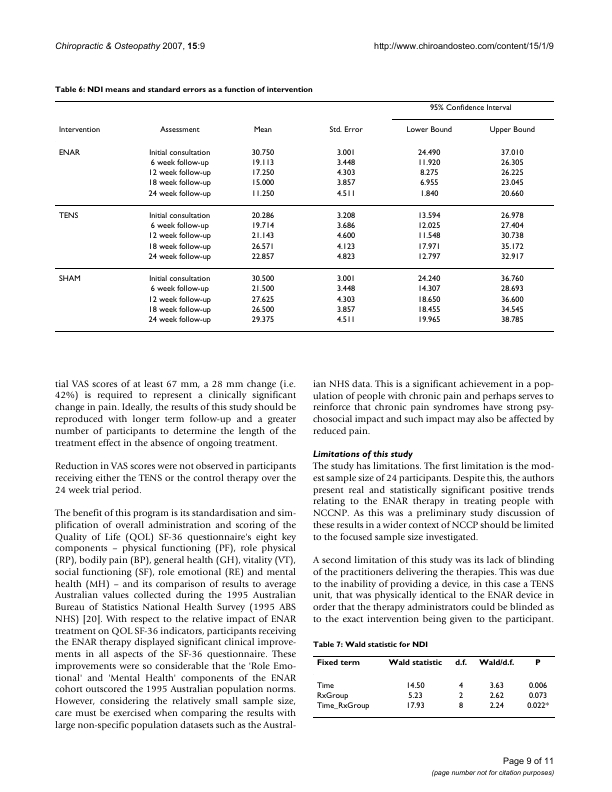 Chiropractic & Osteopathy 2007, 15:9
http://www.chiroandosteo.com/content/15/1/9
Table 6: NDI means and standard errors as a function of intervention
95% Confidence Interval
Intervention Assessment Mean Std. Error Lower Bound Upper Bound
ENAR Initial consultation 30.750 3.001 24.490 37.010
6 week follow-up 19.113 3.448 11.920 26.305
12 week follow-up 17.250 4.303 8.275 26.225
18 week follow-up 15.000 3.857 6.955 23.045
24 week follow-up 11.250 4.511 1.840 20.660
TENS Initial consultation 20.286 3.208 13.594 26.978
6 week follow-up 19.714 3.686 12.025 27.404
12 week follow-up 21.143 4.600 11.548 30.738
18 week follow-up 26.571 4.123 17.971 35.172
24 week follow-up 22.857 4.823 12.797 32.917
SHAM Initial consultation 30.500 3.001 24.240 36.760
6 week follow-up 21.500 3.448 14.307 28.693
12 week follow-up 27.625 4.303 18.650 36.600
18 week follow-up 26.500 3.857 18.455 34.545
24 week follow-up 29.375 4.511 19.965 38.785
tial VAS scores of at least 67 mm, a 28 mm change (i.e.
42%) is required to represent a clinically significant
change in pain. Ideally, the results of this study should be
reproduced with longer term follow-up and a greater
number of participants to determine the length of the
treatment effect in the absence of ongoing treatment.
Reduction in VAS scores were not observed in participants
receiving either the TENS or the control therapy over the
24 week trial period.
The benefit of this program is its standardisation and sim-
plification of overall administration and scoring of the
Quality of Life (QOL) SF-36 questionnaire's eight key
components – physical functioning (PF), role physical
(RP), bodily pain (BP), general health (GH), vitality (VT),
social functioning (SF), role emotional (RE) and mental
health (MH) – and its comparison of results to average
Australian values collected during the 1995 Australian
Bureau of Statistics National Health Survey (1995 ABS
NHS) [20]. With respect to the relative impact of ENAR
treatment on QOL SF-36 indicators, participants receiving
the ENAR therapy displayed significant clinical improve-
ments in all aspects of the SF-36 questionnaire. These
improvements were so considerable that the 'Role Emo-
tional' and 'Mental Health' components of the ENAR
cohort outscored the 1995 Australian population norms.
However, considering the relatively small sample size,
care must be exercised when comparing the results with
large non-specific population datasets such as the Austral-
ian NHS data. This is a significant achievement in a pop-
ulation of people with chronic pain and perhaps serves to
reinforce that chronic pain syndromes have strong psy-
chosocial impact and such impact may also be affected by
reduced pain.
Limitations of this study
The study has limitations. The first limitation is the mod-
est sample size of 24 participants. Despite this, the authors
present real and statistically significant positive trends
relating to the ENAR therapy in treating people with
NCCNP. As this was a preliminary study discussion of
these results in a wider context of NCCP should be limited
to the focused sample size investigated.
A second limitation of this study was its lack of blinding
of the practitioners delivering the therapies. This was due
to the inability of providing a device, in this case a TENS
unit, that was physically identical to the ENAR device in
order that the therapy administrators could be blinded as
to the exact intervention being given to the participant.
Table 7: Wald statistic for NDI
Fixed term Wald statistic d.f. Wald/d.f. P
Time 14.50 4 3.63 0.006
RxGroup 5.23 2 2.62 0.073
Time_RxGroup 17.93 8 2.24 0.022*
Page 9 of 11
(page number not for citation purposes)